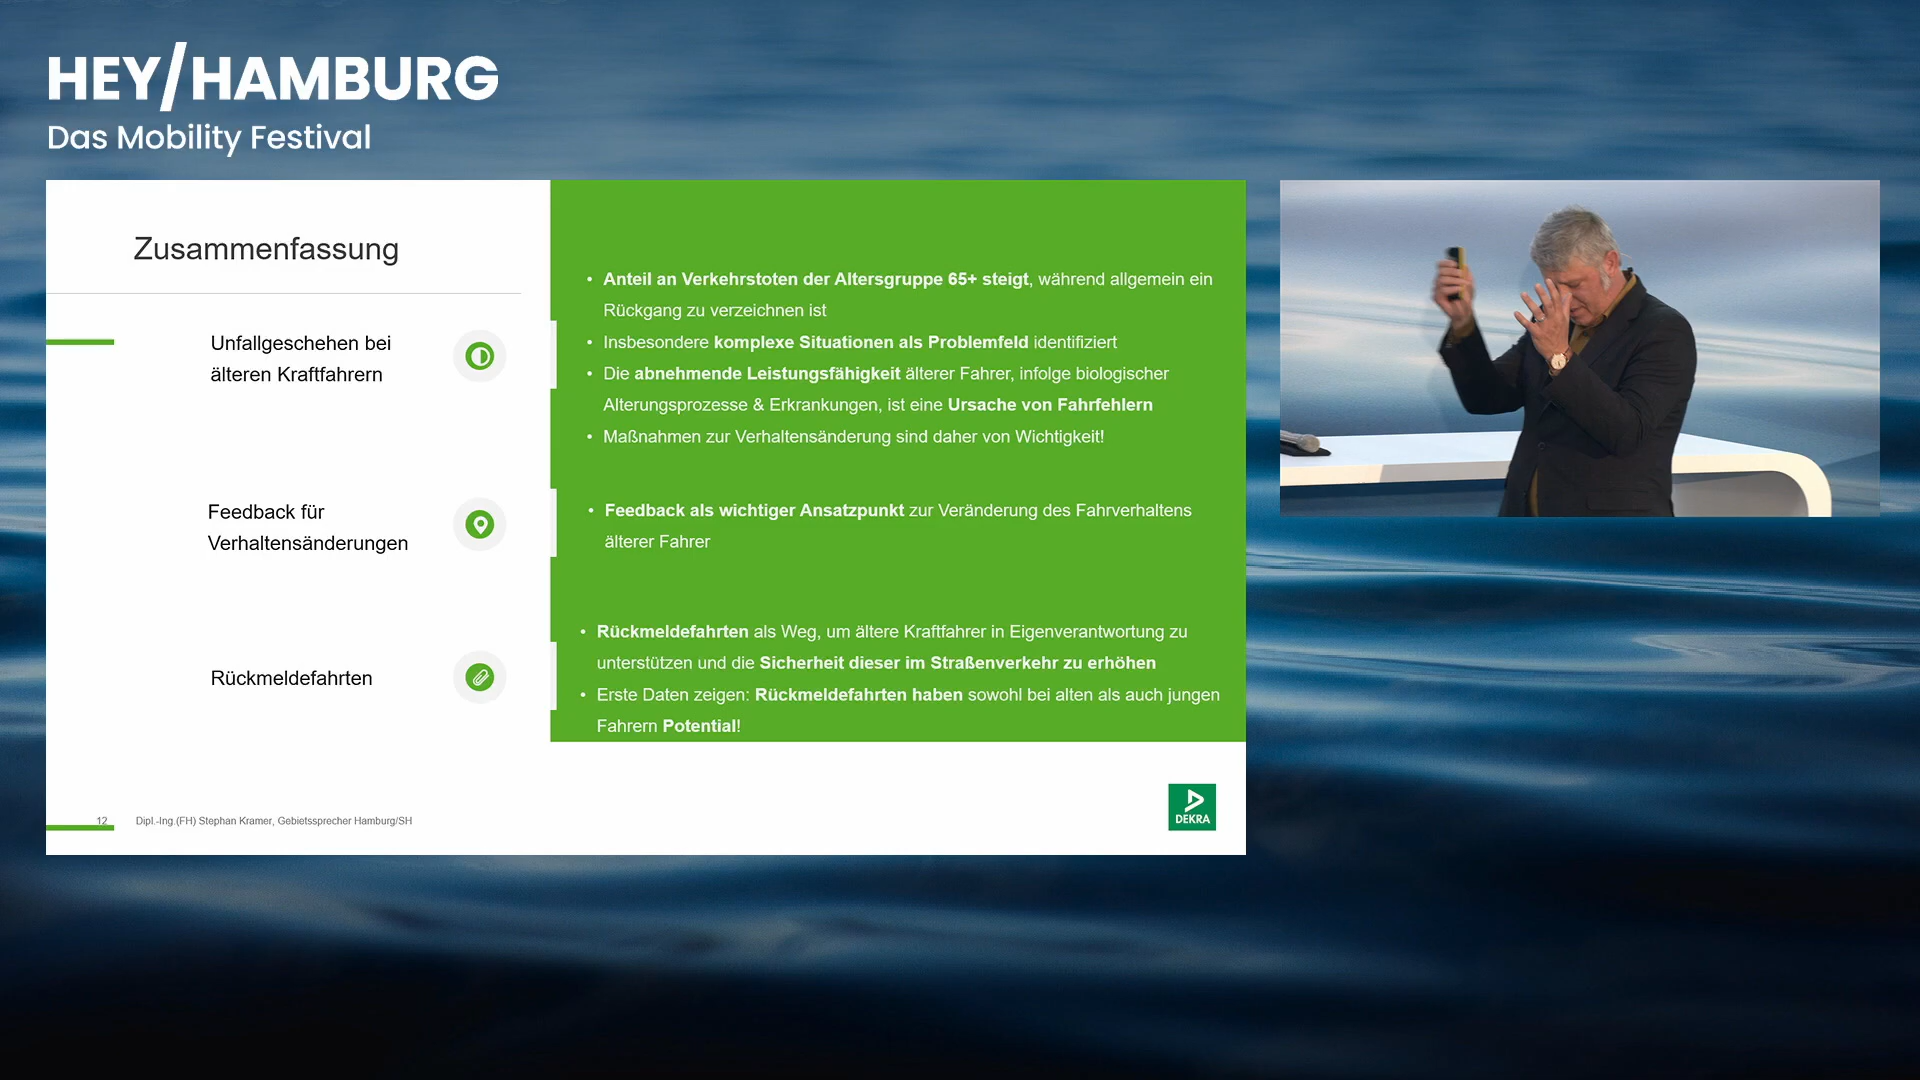 HEY/HAMBURG
Das Mobility Festival
Zusammenfassung
Unfallgeschehen bei
älteren Kraftfahrern
• Anteil an Verkehrstoten der Altersgruppe 65+ steigt, während allgemein ein
Rückgang zu verzeichnen ist
• Insbesondere komplexe Situationen als Problemfeld identifiziert
• Die abnehmende Leistungsfähigkeit älterer Fahrer, infolge biologischer
Alterungsprozesse & Erkrankungen, ist eine Ursache von Fahrfehlern
• Maßnahmen zur Verhaltensänderung sind daher von Wichtigkeit!
Feedback für
Verhaltensänderungen
• Feedback als wichtiger Ansatzpunkt zur Veränderung des Fahrverhaltens
älterer Fahrer
Rückmeldefahrten
• Rückmeldefahrten als Weg, um ältere Kraftfahrer in Eigenverantwortung zu
unterstützen und die Sicherheit dieser im Straßenverkehr zu erhöhen
• Erste Daten zeigen: Rückmeldefahrten haben sowohl bei alten als auch jungen
Fahrern Potential!
12
Dipl.-Ing.(FH) Stephan Kramer, Gebietssprecher Hamburg/SH
DEKRA